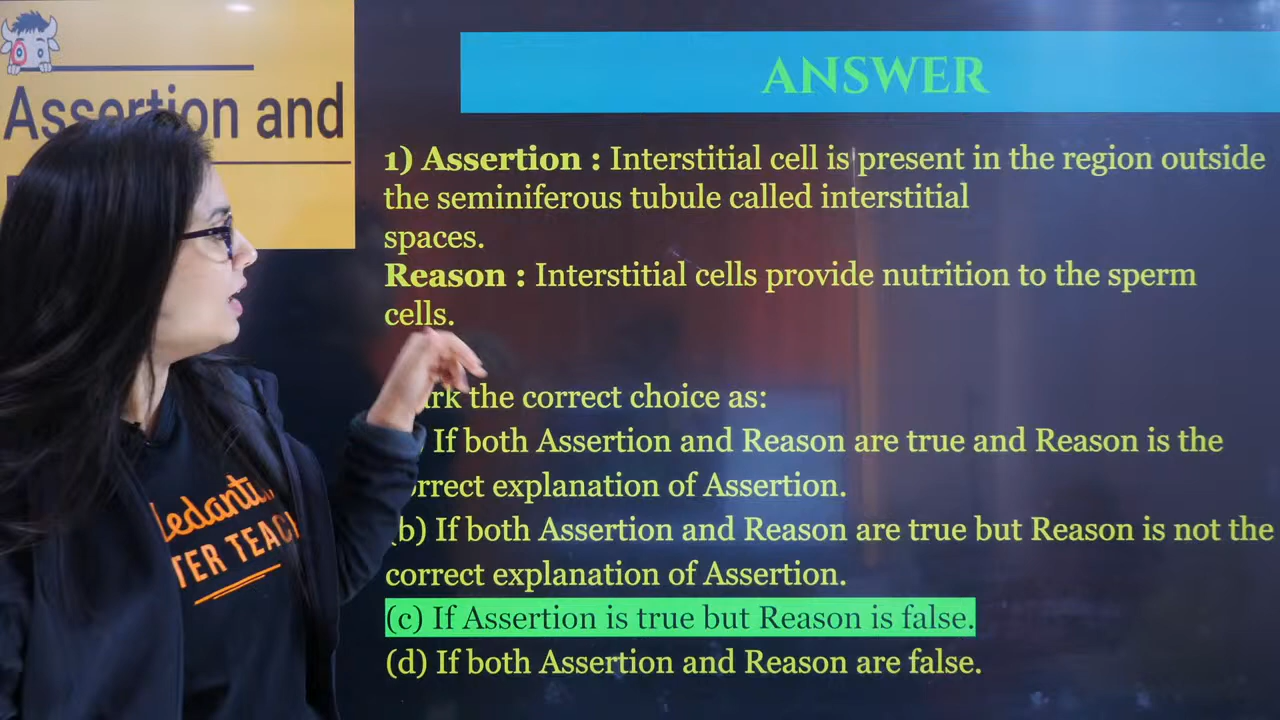 Assertion and
ANSWER
1) Assertion : Interstitial cell is present in the region outside
the seminiferous tubule called interstitial
spaces.
Reason : Interstitial cells provide nutrition to the sperm
cells.
the correct choice as:
If both Assertion and Reason are true and Reason is the
explanation of Assertion.
(b) If both Assertion and Reason are true but Reason is not the
correct explanation of Assertion.
(c) If Assertion is true but Reason is false.
(d) If both Assertion and Reason are false.